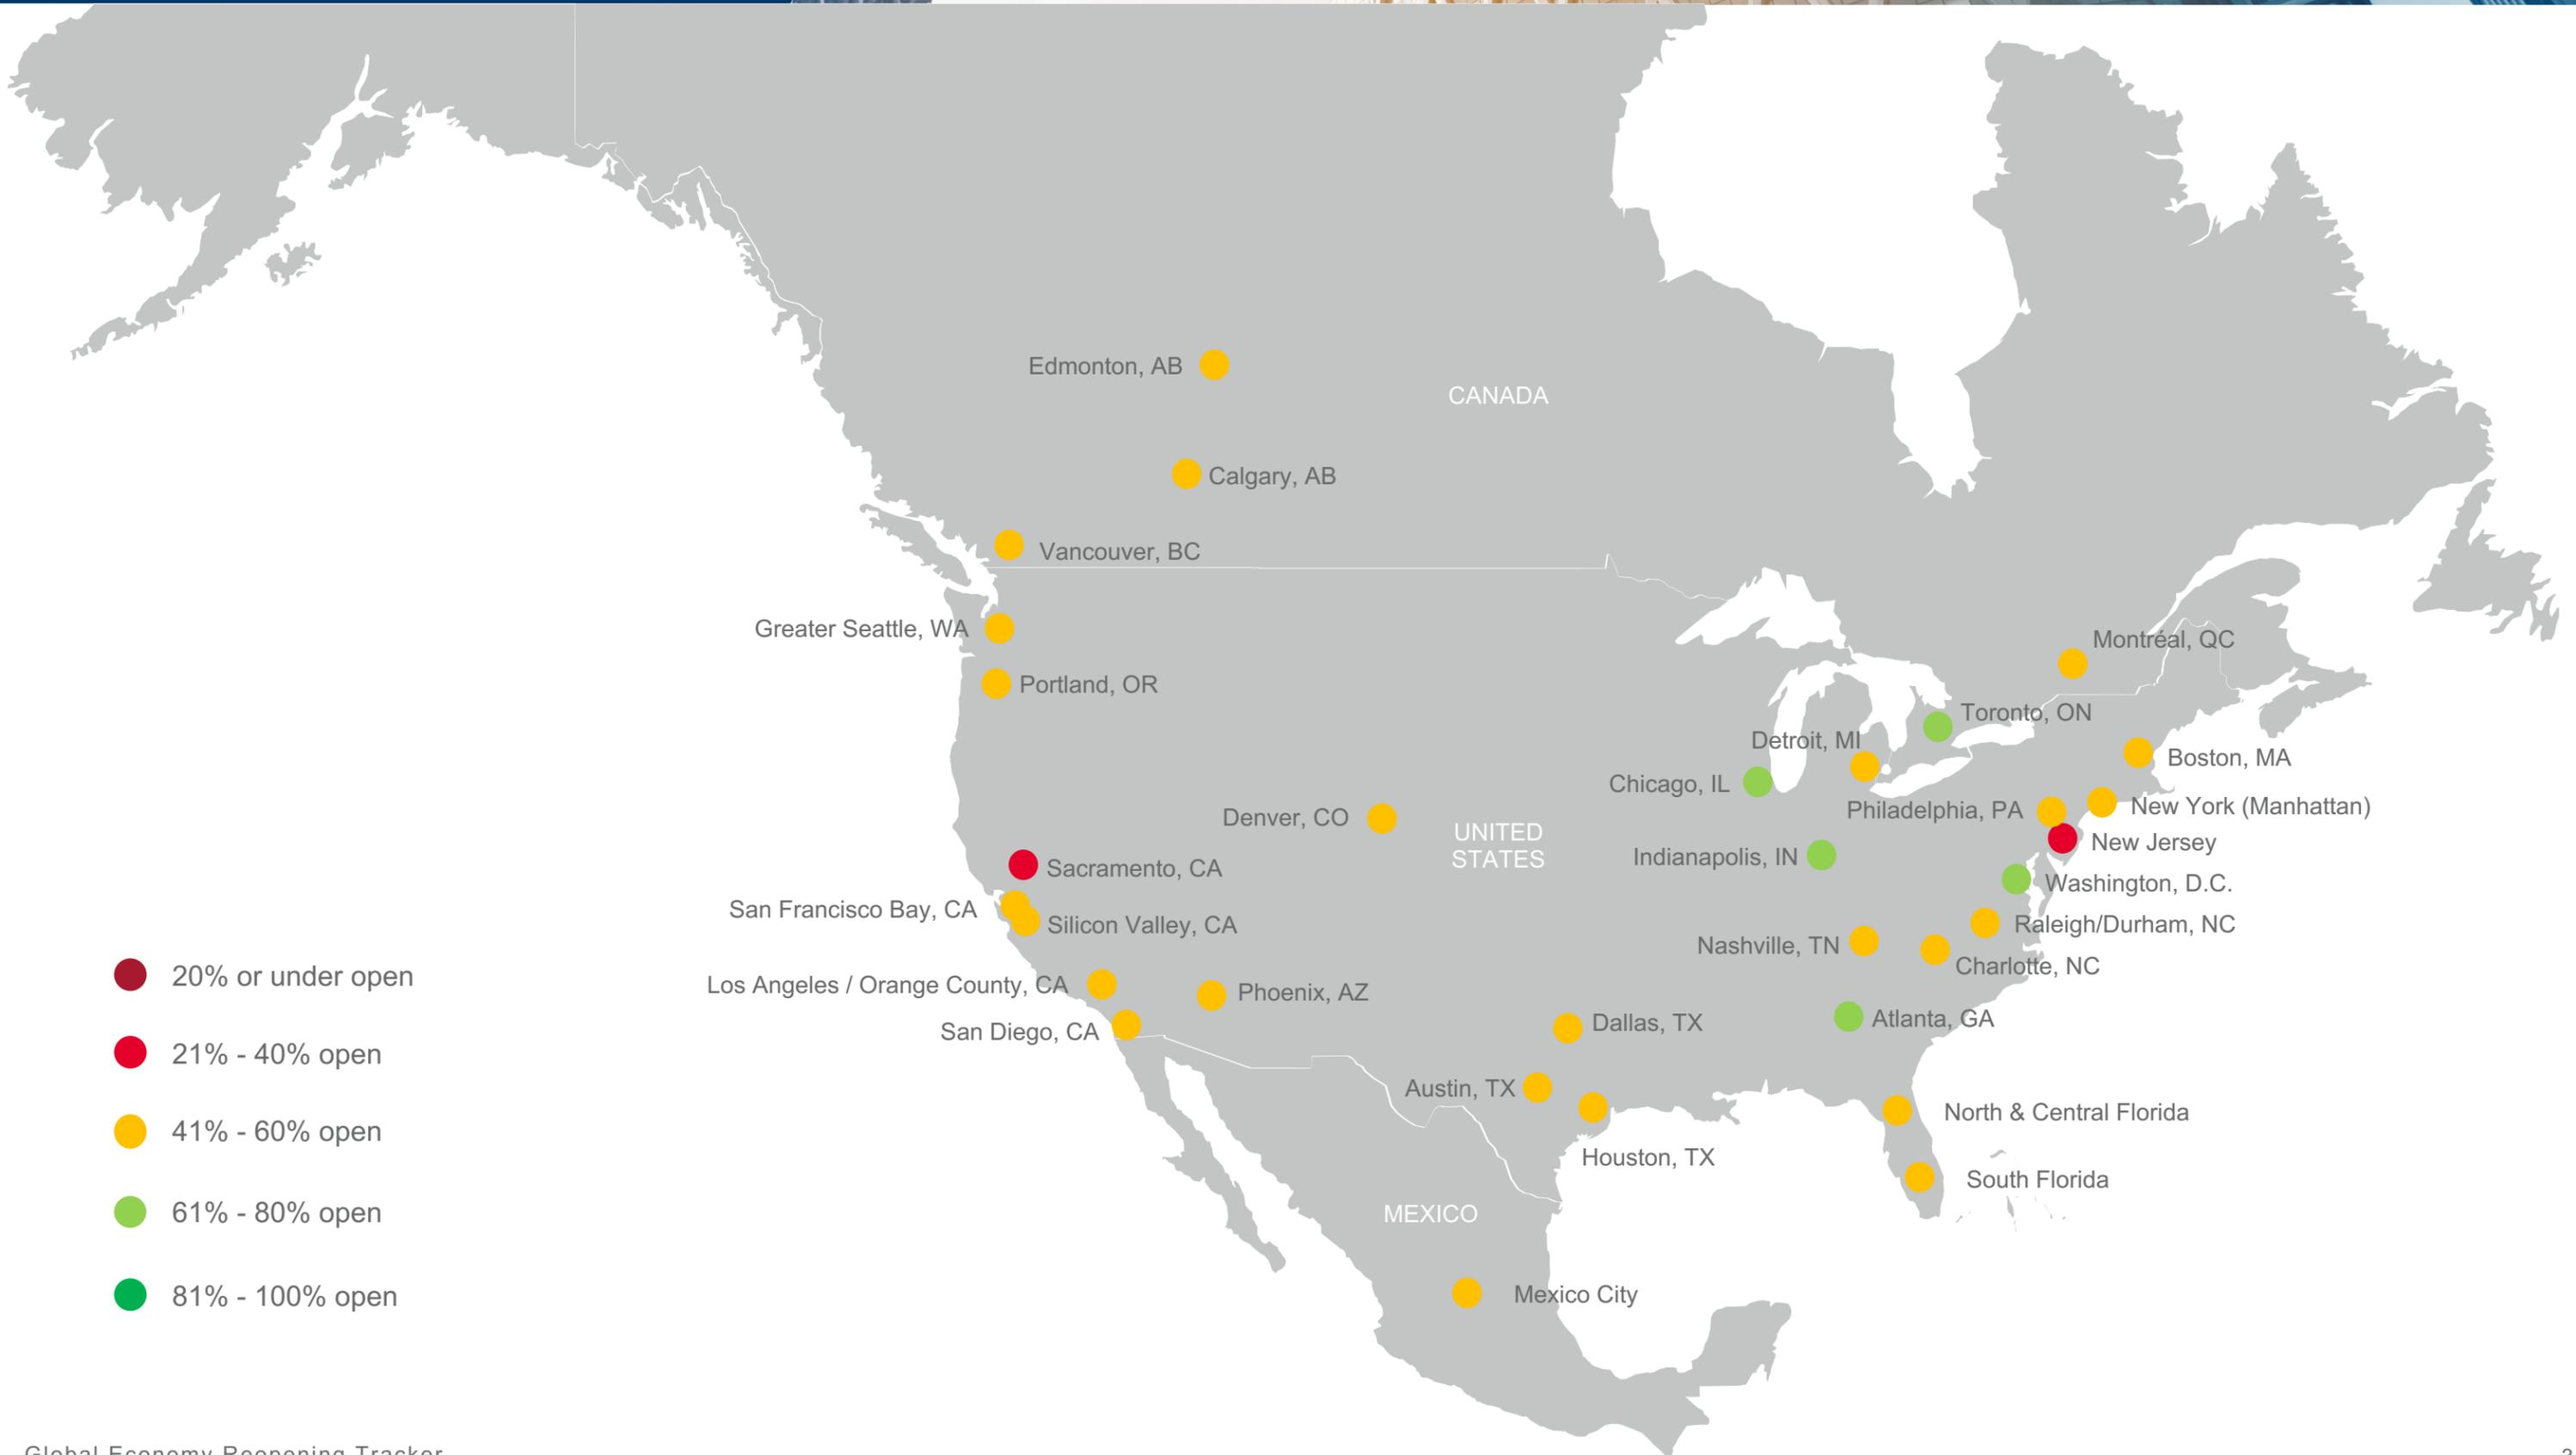 Edmonton, AB
CANADA
Calgary, AB
Vancouver, BC
Greater Seattle, WA
Montréal, QC
Portland, OR
Toronto, ON
Detroit, MI
Boston, MA
Chicago, IL
New York (Manhattan)
Philadelphia, PA
Denver, CO
UNITED
STATES
New Jersey
Indianapolis, IN
Sacramento, CA
Washington, D.C.
San Francisco Bay, CA
Silicon Valley, CA
Raleigh/Durham, NC
Nashville, TN
Charlotte, NC
20% or under open
Los Angeles / Orange County, CA
Phoenix, AZ
Dallas, TX
Atlanta, GA
San Diego, CA
21% - 40% open
Austin, TX
North & Central Florida
41% - 60% open
Houston, TX
South Florida
61% - 80% open
MEXICO
Mexico City
81% - 100% open
Global Economy Reopening Tracker